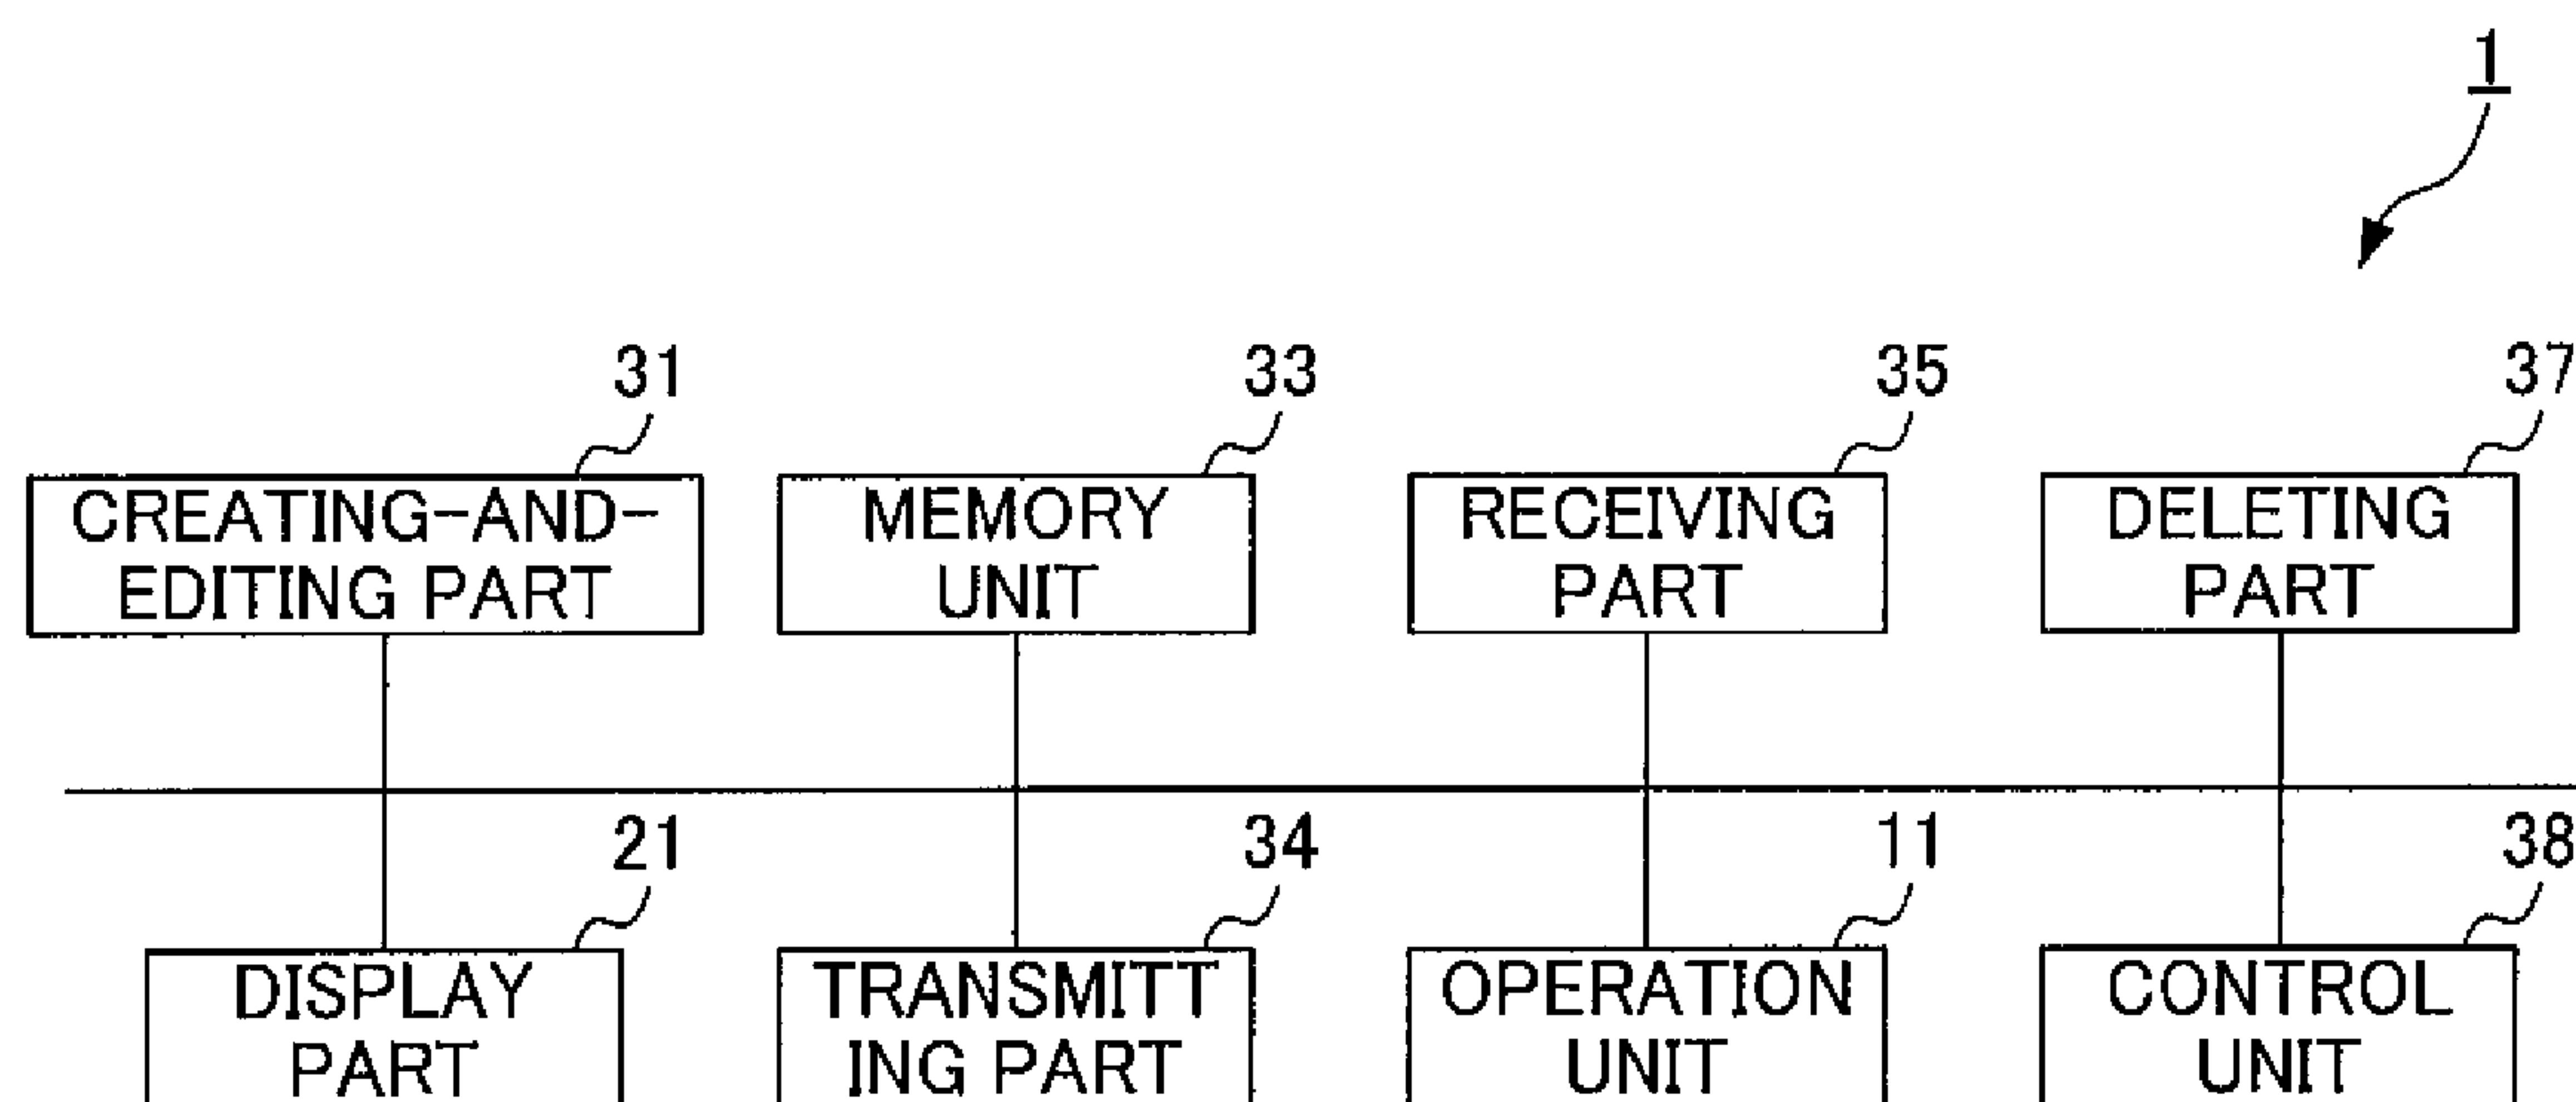 1
31
33
35
37
CREATING-AND-
EDITING PART
MEMORY
UNIT
RECEIVING
PART
DELETING
PART
21
34
11
38
DISPLAY
PART
TRANSMITT
ING PART
OPERATION
UNIT
CONTROL
UNIT